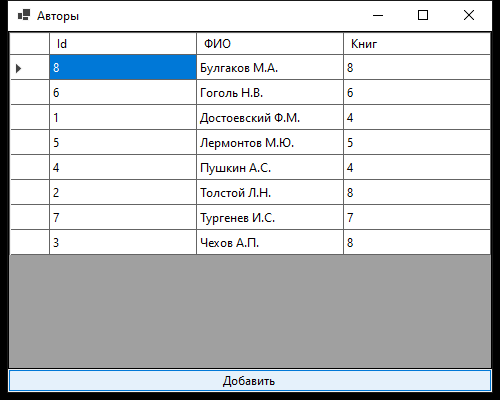 Авторы
Id ФИО Книг
8 Булгаков М.А. 8
6 Гоголь Н.В. 6
1 Достоевский Ф.М. 4
5 Лермонтов М.Ю. 5
4 Пушкин А.С. 4
2 Толстой Л.Н. 8
7 Тургенев И.С. 7
3 Чехов А.П. 8
Добавить